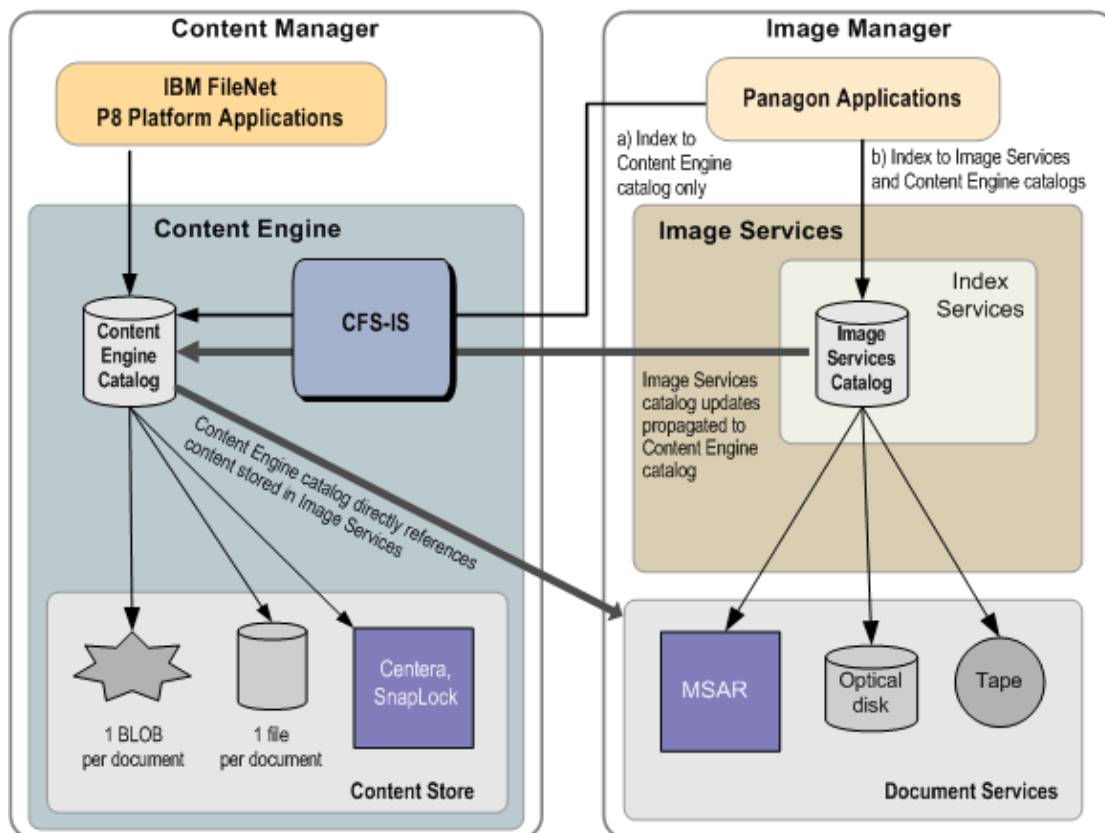 Content Manager
IBM FileNet
P8 Platform Applications
Content Engine
CFS-IS
Content
Engine
Catalog
Content Engine catalog directly references
content stored in Image Services
1 BLOB
per document
1 file
per document
Centera,
SnapLock
Content Store
Image Manager
Panagon Applications
a) Index to
Content Engine
catalog only
b) Index to Image Services
and Content Engine catalogs
Image Services
Index
Services
Image
Services
Catalog
Image Services
catalog updates
propagated to
Content Engine
catalog
MSAR
Optical
disk
Tape
Document Services